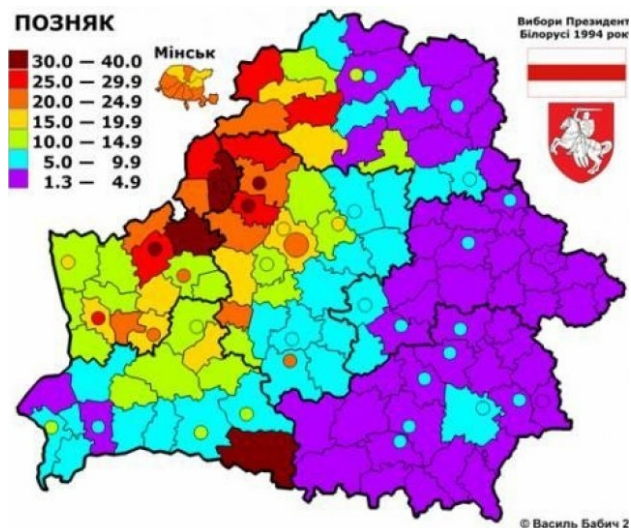 ПОЗНЯК
30.0 — 40.0
25.0 — 29.9
20.0 — 24.9
15.0 — 19.9
10.0 — 14.9
5.0 — 9.9
1.3 — 4.9
Мінськ
Вибори Президент
Білорусі 1994 рок
© Василь Бабич 2